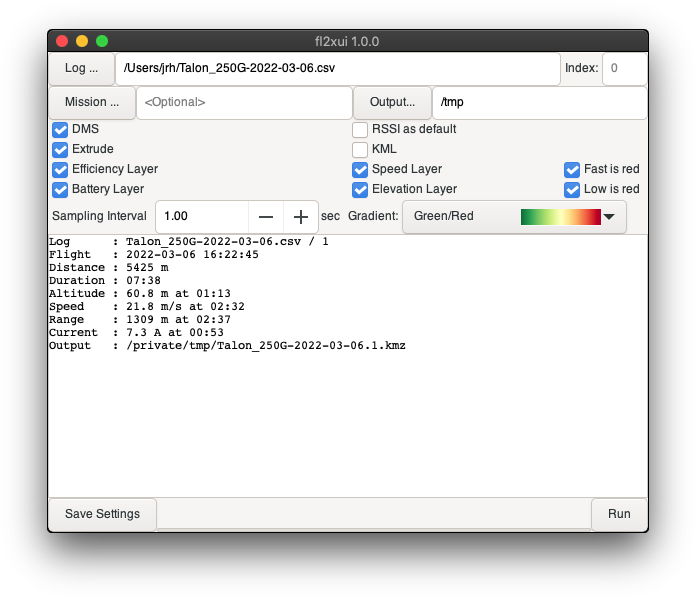 fl2xui 1.0.0
Log ... /Users/jrh/Talon_250G-2022-03-06.csv Index: 0
Mission ... <Optional> Output... /tmp
DMS RSSI as default
Extrude KML
Efficiency Layer Speed Layer Fast is red
Battery Layer Elevation Layer Low is red
Sampling Interval 1.00 — + sec Gradient: Green/Red
Log : Talon_250G-2022-03-06.csv / 1
Flight : 2022-03-06 16:22:45
Distance : 5425 m
Duration : 07:38
Altitude : 60.8 m at 01:13
Speed : 21.8 m/s at 02:32
Range : 1309 m at 02:37
Current : 7.3 A at 00:53
Output : /private/tmp/Talon_250G-2022-03-06.1.kmz
Save Settings Run